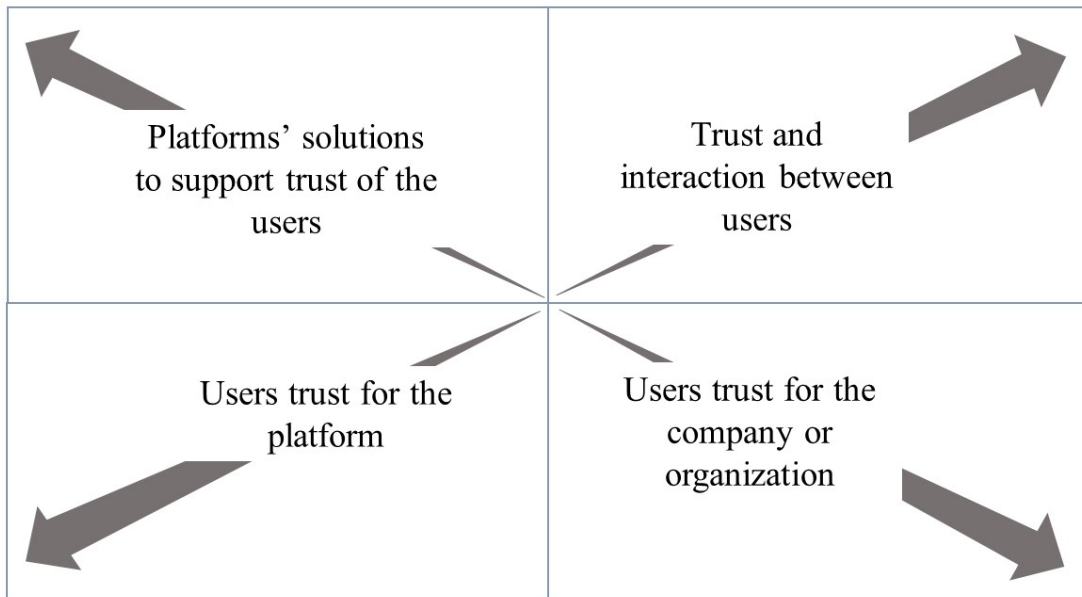 Platforms’ solutions
to support trust of the
users
Trust and
interaction between
users
Users trust for the
platform
Users trust for the
company or
organization